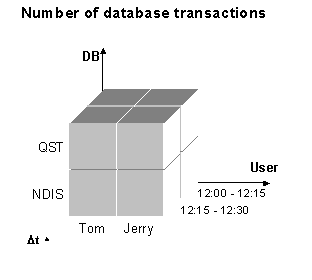 Number of database transactions
DB
QST
User
NDIS
12:00 - 12:15
12:15 - 12:30
Tom Jerry
Δt